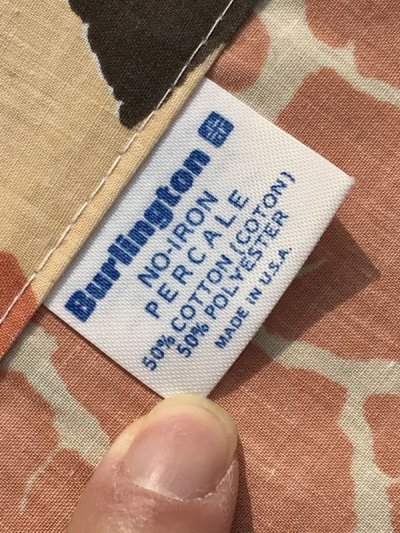 Burlington
NO-IRON
PERCALE
50% COTTON (COTON)
50% POLYESTER
MADE IN U.S.A.